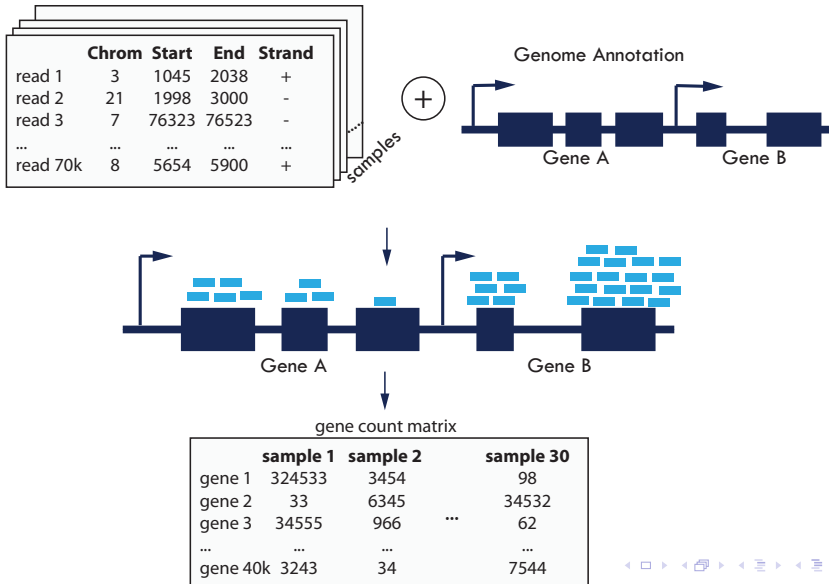 Chrom Start End Strand
read 1 3 1045 2038 +
read 2 21 1998 3000 -
read 3 7 76323 76523 -
... ... ... ... ...
read 70k 8 5654 5900 +
.....
samples
+
Genome Annotation
Gene A Gene B
Gene A Gene B
gene count matrix
sample 1 sample 2 sample 30
gene 1 324533 3454 98
gene 2 33 6345 34532
gene 3 34555 966 ... 62
... ... ... ...
gene 40k 3243 34 7544